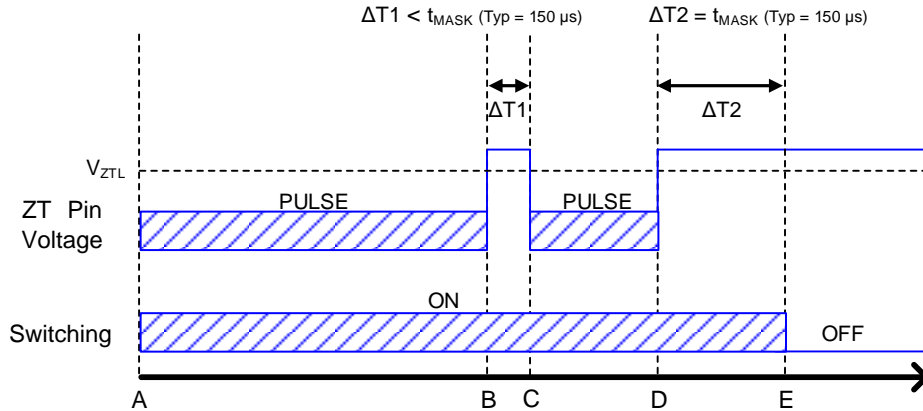 ΔT1 < tMASK (Typ = 150 µs)
ΔT2 = tMASK (Typ = 150 µs)
ΔT1
ΔT2
VZTL
PULSE
PULSE
ZT Pin
Voltage
ON
Switching
OFF
A
B
C
D
E